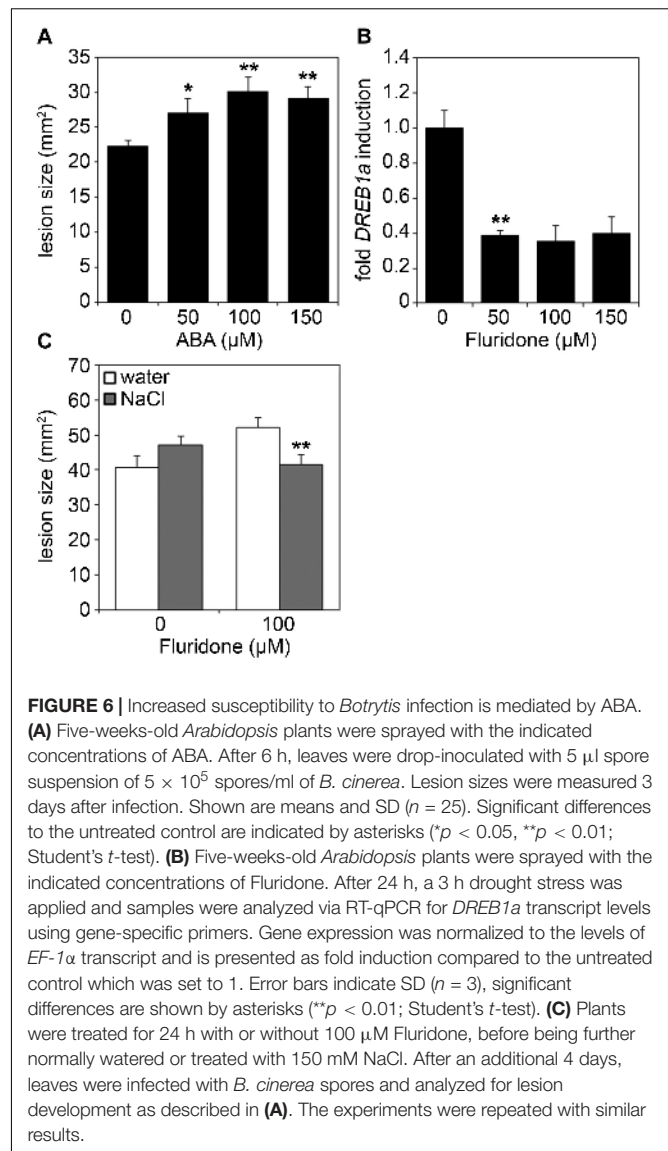 A
B
lesion size (mm²)
35
30
25
20
15
10
5
0
*
**
**
0 50 100 150
ABA (µM)
fold DREB1a induction
1.4
1.2
1.0
0.8
0.6
0.4
0.2
0
**
0 50 100 150
Fluridone (µM)
C
lesion size (mm²)
70
60
50
40
30
20
10
0
water
NaCl
**
0 100
Fluridone (µM)
FIGURE 6 | Increased susceptibility to Botrytis infection is mediated by ABA.
(A) Five-weeks-old Arabidopsis plants were sprayed with the indicated
concentrations of ABA. After 6 h, leaves were drop-inoculated with 5 µl spore
suspension of 5 × 10⁵ spores/ml of B. cinerea. Lesion sizes were measured 3
days after infection. Shown are means and SD (n = 25). Significant differences
to the untreated control are indicated by asterisks (*p < 0.05, **p < 0.01;
Student's t-test). (B) Five-weeks-old Arabidopsis plants were sprayed with the
indicated concentrations of Fluridone. After 24 h, a 3 h drought stress was
applied and samples were analyzed via RT-qPCR for DREB1a transcript levels
using gene-specific primers. Gene expression was normalized to the levels of
EF-1α transcript and is presented as fold induction compared to the untreated
control which was set to 1. Error bars indicate SD (n = 3), significant
differences are shown by asterisks (**p < 0.01; Student's t-test). (C) Plants
were treated for 24 h with or without 100 µM Fluridone, before being further
normally watered or treated with 150 mM NaCl. After an additional 4 days,
leaves were infected with B. cinerea spores and analyzed for lesion
development as described in (A). The experiments were repeated with similar
results.